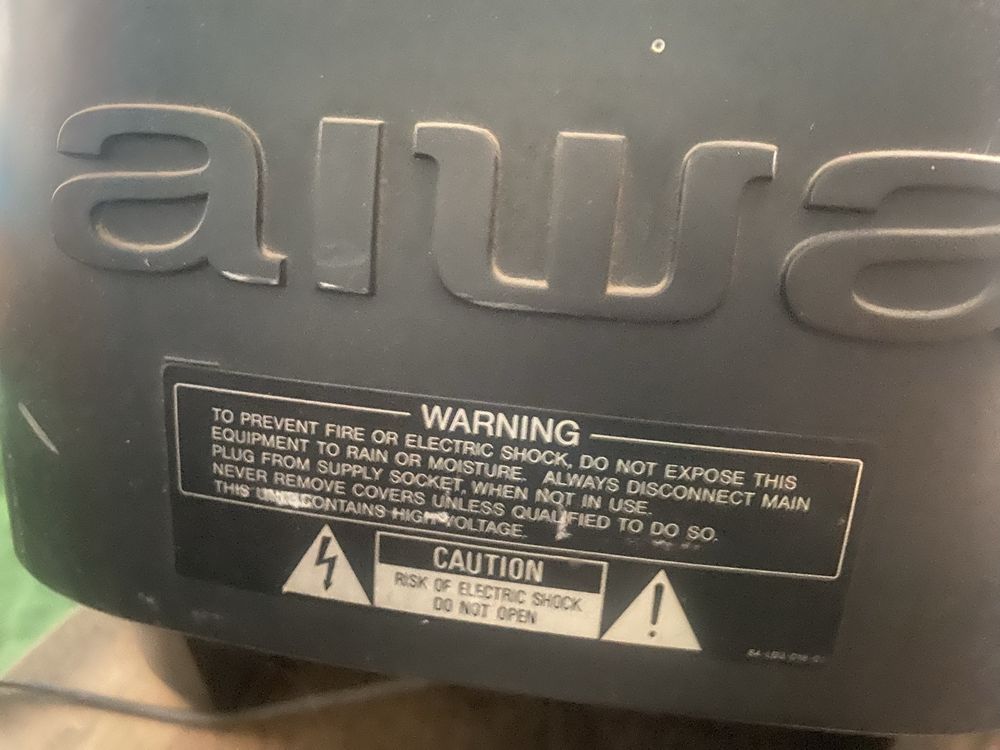 aiwa
WARNING
TO PREVENT FIRE OR ELECTRIC SHOCK, DO NOT EXPOSE THIS
EQUIPMENT TO RAIN OR MOISTURE. ALWAYS DISCONNECT MAIN
PLUG FROM SUPPLY SOCKET, WHEN NOT IN USE.
NEVER REMOVE COVERS UNLESS QUALIFIED TO DO SO.
THIS UNIT CONTAINS HIGH VOLTAGE.
CAUTION
RISK OF ELECTRIC SHOCK
DO NOT OPEN